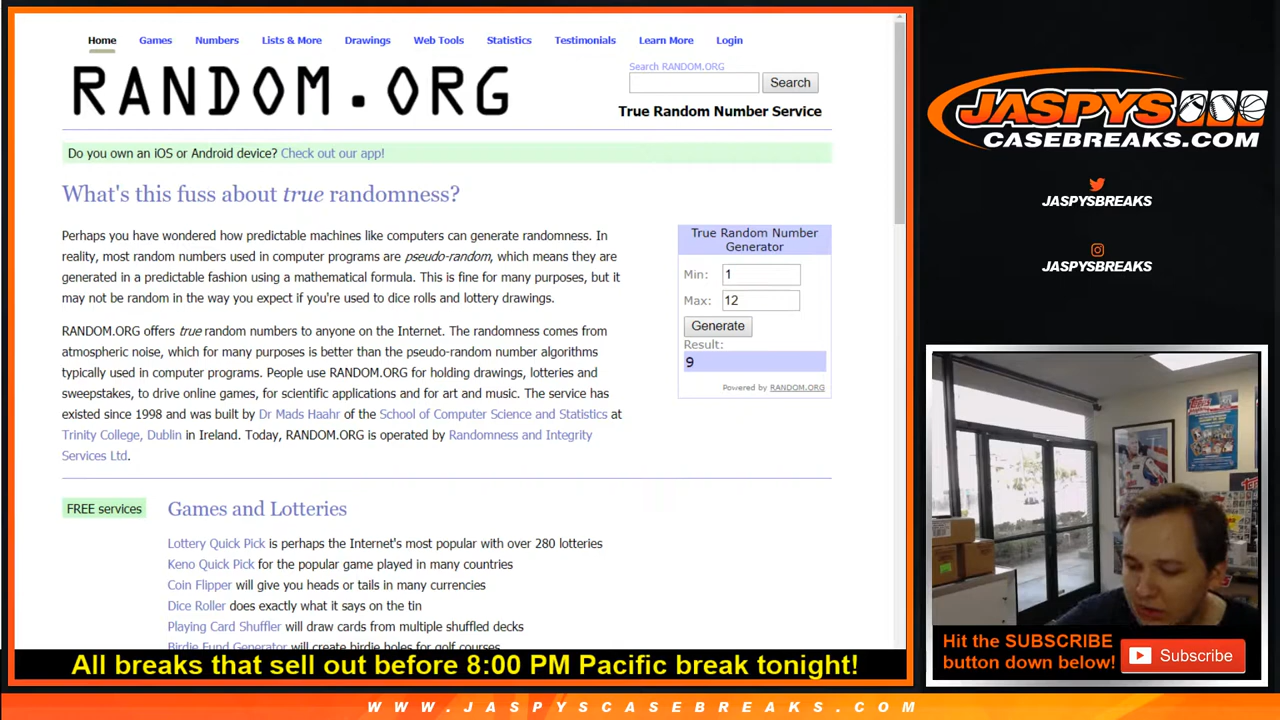 Home Games Numbers Lists & More Drawings Web Tools Statistics Testimonials Learn More Login
RANDOM.ORG
Search RANDOM.ORG
Search
True Random Number Service
Do you own an iOS or Android device? Check out our app!
What's this fuss about true randomness?
Perhaps you have wondered how predictable machines like computers can generate randomness. In
reality, most random numbers used in computer programs are pseudo-random, which means they are
generated in a predictable fashion using a mathematical formula. This is fine for many purposes, but it
may not be random in the way you expect if you're used to dice rolls and lottery drawings.
RANDOM.ORG offers true random numbers to anyone on the Internet. The randomness comes from
atmospheric noise, which for many purposes is better than the pseudo-random number algorithms
typically used in computer programs. People use RANDOM.ORG for holding drawings, lotteries and
sweepstakes, to drive online games, for scientific applications and for art and music. The service has
existed since 1998 and was built by Dr Mads Haahr of the School of Computer Science and Statistics at
Trinity College, Dublin in Ireland. Today, RANDOM.ORG is operated by Randomness and Integrity
Services Ltd.
True Random Number
Generator
Min: 1
Max: 12
Generate
Result:
9
Powered by RANDOM.ORG
FREE services
Games and Lotteries
Lottery Quick Pick is perhaps the Internet's most popular with over 280 lotteries
Keno Quick Pick for the popular game played in many countries
Coin Flipper will give you heads or tails in many currencies
Dice Roller does exactly what it says on the tin
Playing Card Shuffler will draw cards from multiple shuffled decks
Birdie Fund Generator will create birdie holes for golf courses
JASPYS
CASEBREAKS.COM
JASPYSBREAKS
JASPYSBREAKS
Hit the SUBSCRIBE
button down below!
Subscribe
All breaks that sell out before 8:00 PM Pacific break tonight!
WWW.JASPYSCASEBREAKS.COM